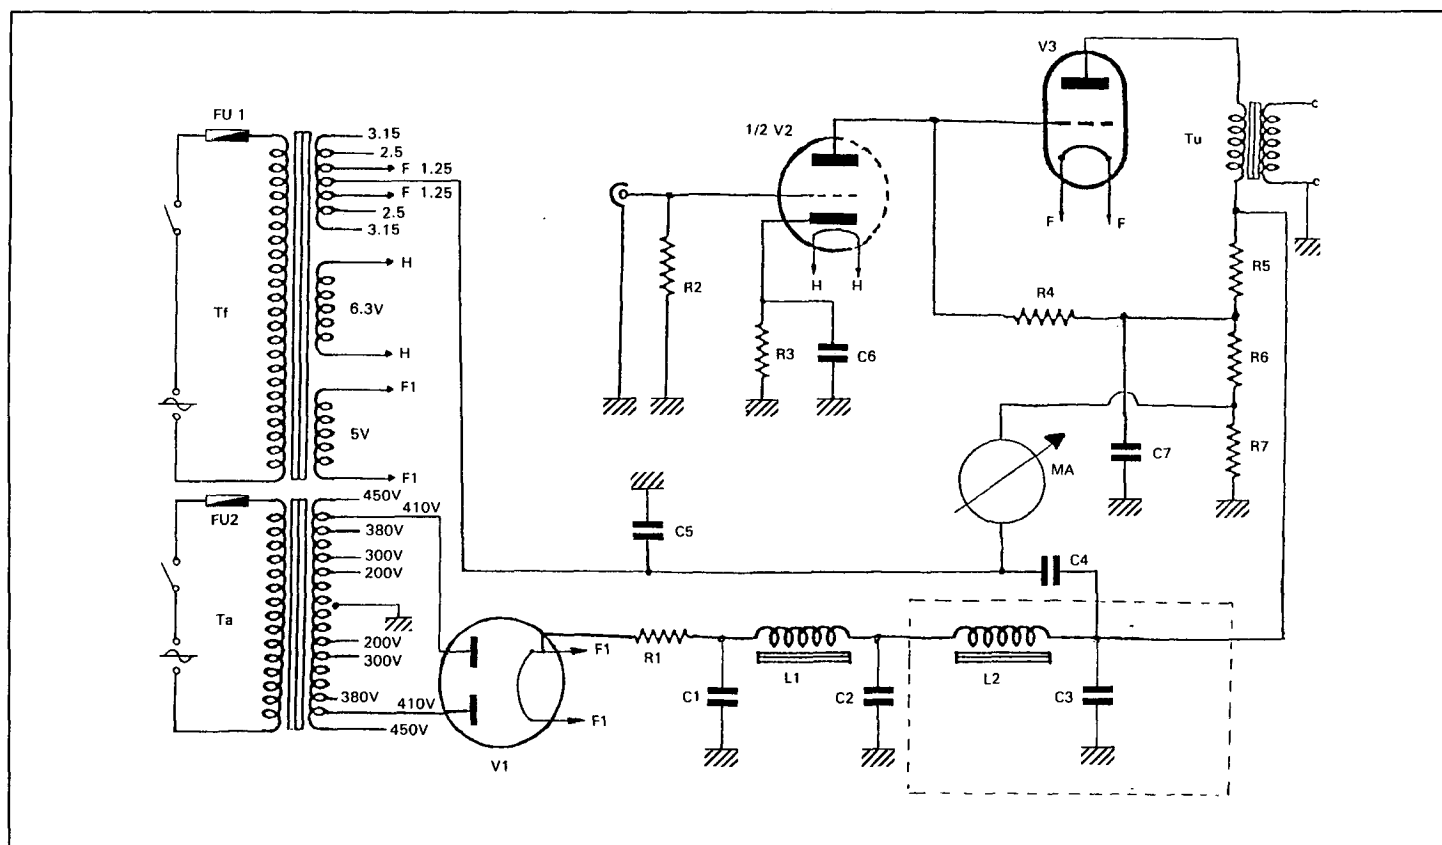 FU 1
3.15
2.5
F 1.25
F 1.25
2.5
3.15
H
6.3V
H
F1
5V
F1
Tf
FU2
450V
410V
380V
300V
200V
200V
300V
380V
410V
450V
Ta
V1
F1
F1
R1
C1
L1
C2
L2
C3
C4
C5
MA
C7
R2
R3
C6
1/2 V2
H H
R4
V3
F F
Tu
R5
R6
R7